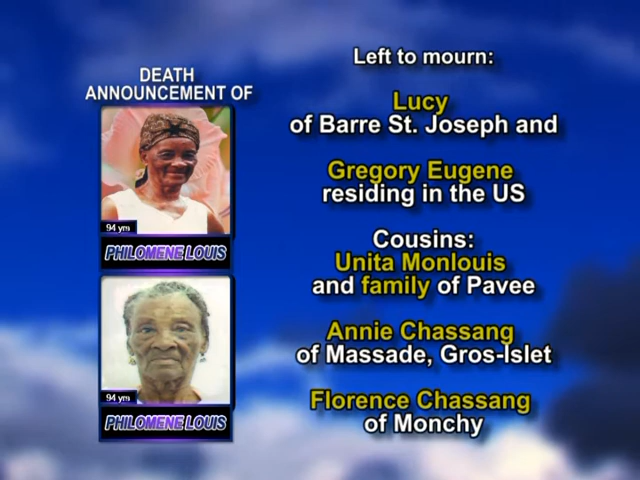 DEATH
ANNOUNCEMENT OF
94 yrs
PHILOMENE LOUIS
94 yrs
PHILOMENE LOUIS
Left to mourn:
Lucy
of Barre St. Joseph and
Gregory Eugene
residing in the US
Cousins:
Unita Monlouis
and family of Pavee
Annie Chassang
of Massade, Gros-Islet
Florence Chassang
of Monchy